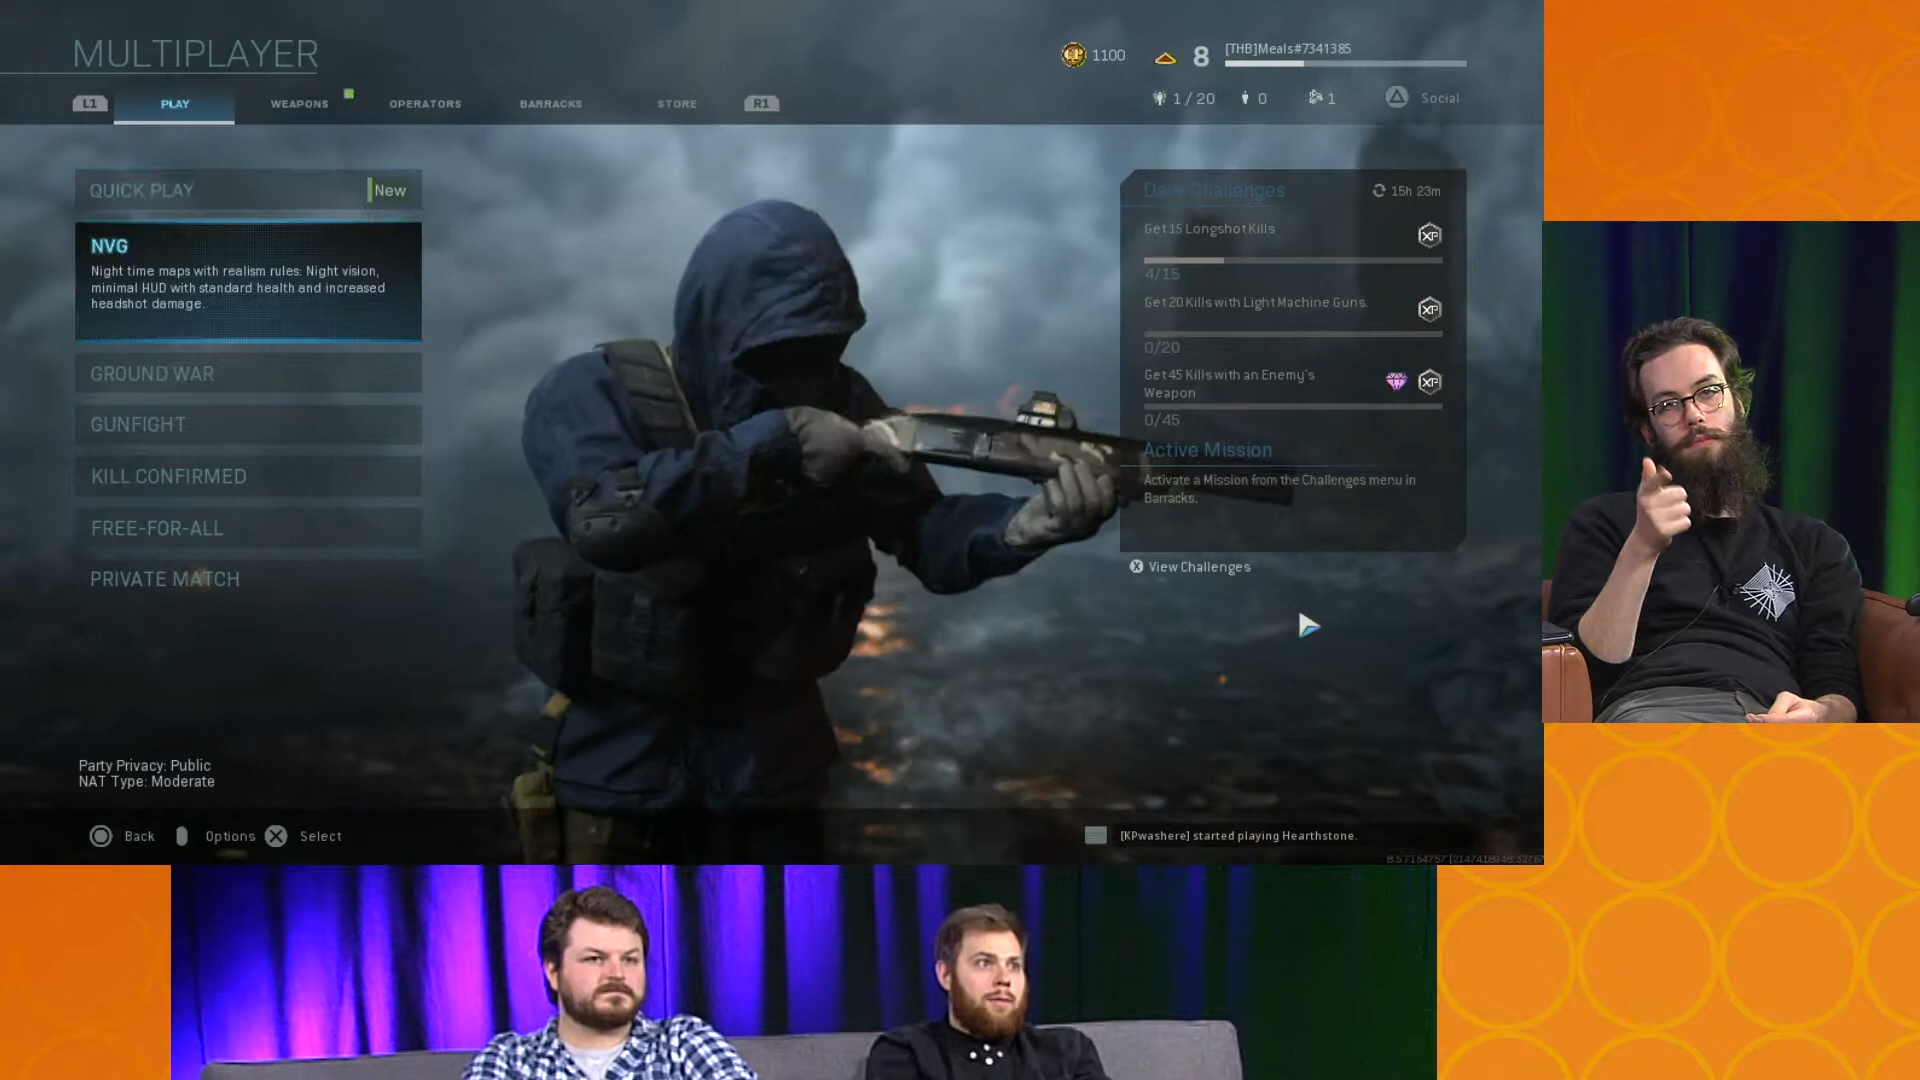 MULTIPLAYER
1100
8
[THB]Meals#7341385
L1
PLAY
WEAPONS
OPERATORS
BARRACKS
STORE
R1
1 / 20
0
1
Social
QUICK PLAY
New
NVG
Night time maps with realism rules: Night vision,
minimal HUD with standard health and increased
headshot damage.
GROUND WAR
GUNFIGHT
KILL CONFIRMED
FREE-FOR-ALL
PRIVATE MATCH
Daily Challenges
15h 23m
Get 15 Longshot Kills
XP
4/15
Get 20 Kills with Light Machine Guns.
XP
0/20
Get 45 Kills with an Enemy's
Weapon
XP
0/45
Active Mission
Activate a Mission from the Challenges menu in
Barracks.
X View Challenges
Party Privacy: Public
NAT Type: Moderate
Back
Options
Select
[KPwashere] started playing Hearthstone.